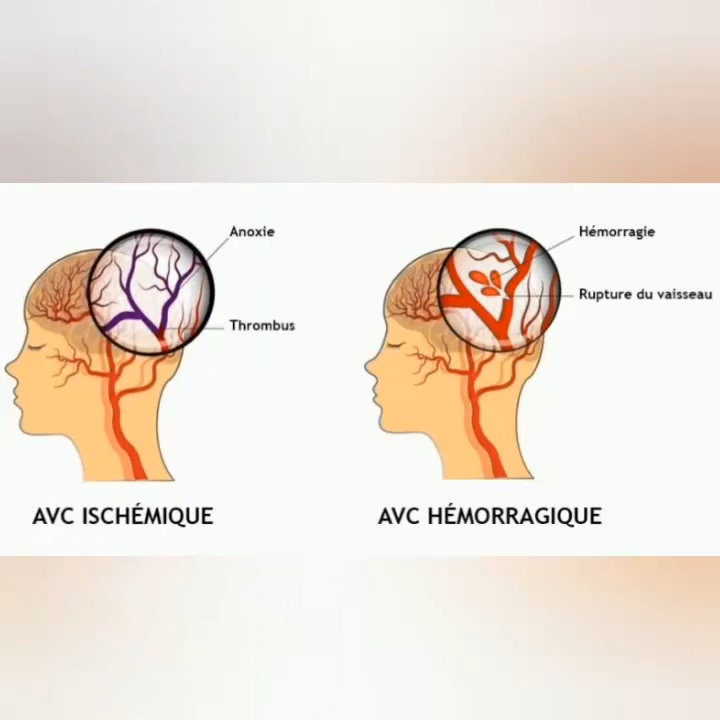 Anoxie
Thrombus
AVC ISCHÉMIQUE
Hémorragie
Rupture du vaisseau
AVC HÉMORRAGIQUE